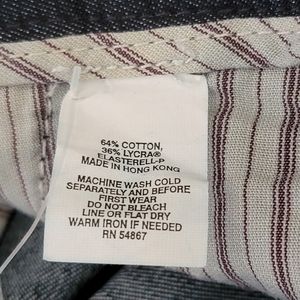 64% COTTON,
36% LYCRA®
ELASTERELL-P
MADE IN HONG KONG
MACHINE WASH COLD
SEPARATELY AND BEFORE
FIRST WEAR
DO NOT BLEACH
LINE OR FLAT DRY
WARM IRON IF NEEDED
RN 54867